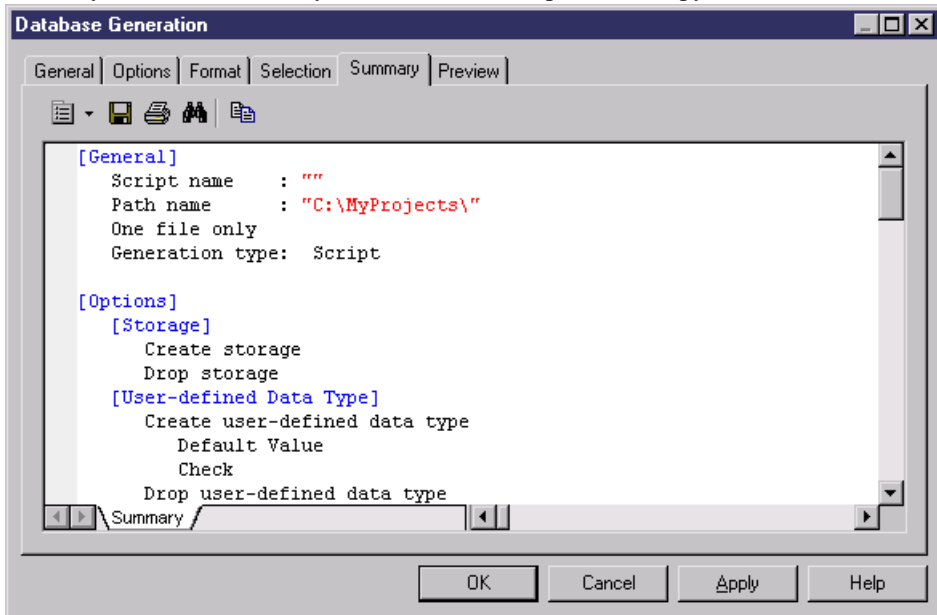 Database Generation
General Options Format Selection Summary Preview
[General]
Script name : ""
Path name : "C:\MyProjects\"
One file only
Generation type: Script
[Options]
[Storage]
Create storage
Drop storage
[User-defined Data Type]
Create user-defined data type
Default Value
Check
Drop user-defined data type
Summary
OK Cancel Apply Help